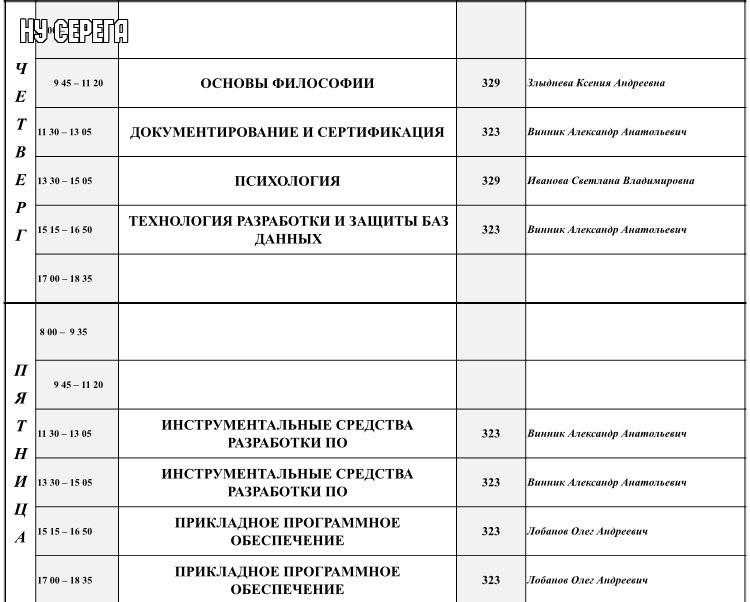 НУ СЕРЕГА
ЧЕТВЕРГ
9 45 – 11 20 ОСНОВЫ ФИЛОСОФИИ 329 Злыднева Ксения Андреевна
11 30 – 13 05 ДОКУМЕНТИРОВАНИЕ И СЕРТИФИКАЦИЯ 323 Винник Александр Анатольевич
13 30 – 15 05 ПСИХОЛОГИЯ 329 Иванова Светлана Владимировна
15 15 – 16 50 ТЕХНОЛОГИЯ РАЗРАБОТКИ И ЗАЩИТЫ БАЗ
ДАННЫХ 323 Винник Александр Анатольевич
17 00 – 18 35
ПЯТНИЦА
8 00 – 9 35
9 45 – 11 20
11 30 – 13 05 ИНСТРУМЕНТАЛЬНЫЕ СРЕДСТВА
РАЗРАБОТКИ ПО 323 Винник Александр Анатольевич
13 30 – 15 05 ИНСТРУМЕНТАЛЬНЫЕ СРЕДСТВА
РАЗРАБОТКИ ПО 323 Винник Александр Анатольевич
15 15 – 16 50 ПРИКЛАДНОЕ ПРОГРАММНОЕ
ОБЕСПЕЧЕНИЕ 323 Лобанов Олег Андреевич
17 00 – 18 35 ПРИКЛАДНОЕ ПРОГРАММНОЕ
ОБЕСПЕЧЕНИЕ 323 Лобанов Олег Андреевич